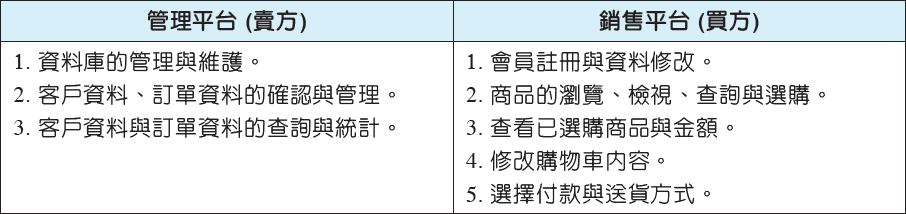 管理平台 (賣方)
銷售平台 (買方)
1. 資料庫的管理與維護。
2. 客戶資料、訂單資料的確認與管理。
3. 客戶資料與訂單資料的查詢與統計。
1. 會員註冊與資料修改。
2. 商品的瀏覽、檢視、查詢與選購。
3. 查看已選購商品與金額。
4. 修改購物車內容。
5. 選擇付款與送貨方式。